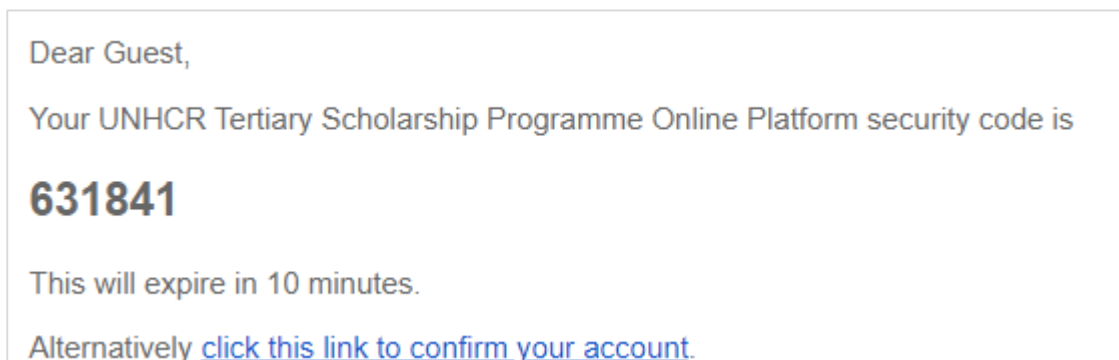 Dear Guest,
Your UNHCR Tertiary Scholarship Programme Online Platform security code is
631841
This will expire in 10 minutes.
Alternatively click this link to confirm your account.